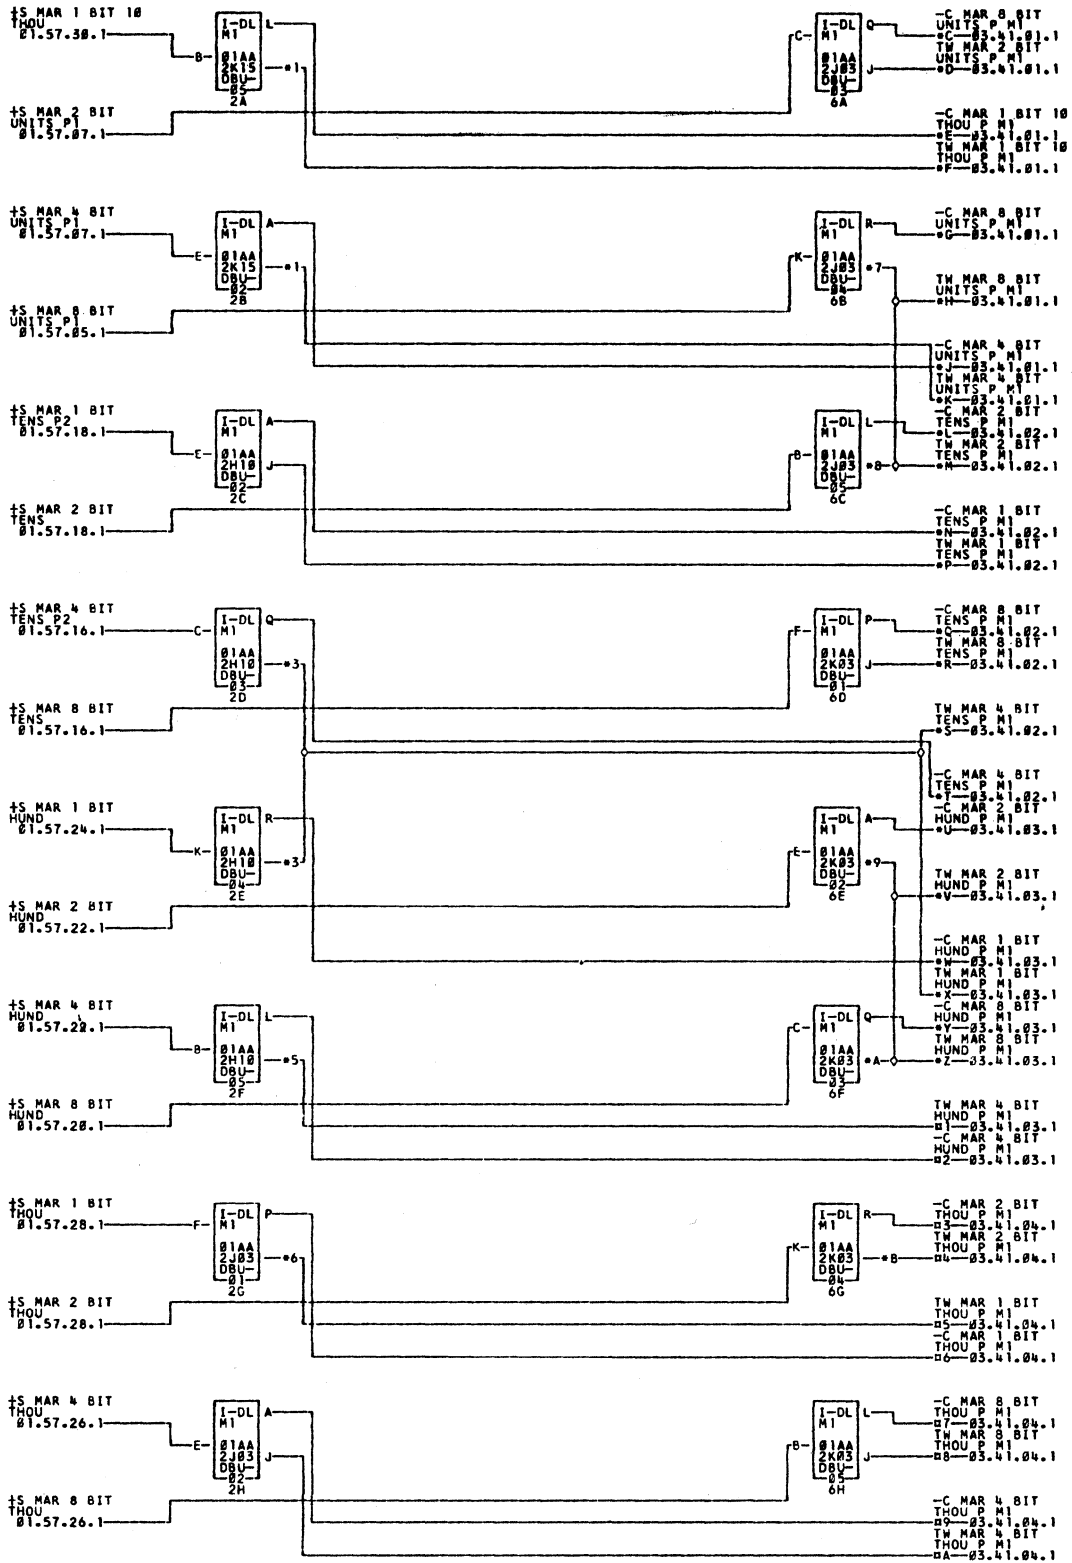 +S MAR 1 BIT 10
THOU
01.57.30.1
B
I-DL L
M1
01AA
2K15 *1
DBU-
05
2A
C
I-DL Q
M1
01AA
2J03 J
DBU-
03
6A
-C MAR 8 BIT
UNITS P M1
*C 03.41.01.1
TW MAR 2 BIT
UNITS P M1
*D 03.41.01.1
+S MAR 2 BIT
UNITS P1
01.57.07.1
-C MAR 1 BIT 10
THOU P M1
*E 03.41.01.1
TW MAR 1 BIT 10
THOU P M1
*F 03.41.01.1
+S MAR 4 BIT
UNITS P1
01.57.07.1
E
I-DL A
M1
01AA
2K15 *1
DBU-
02
2B
K
I-DL R
M1
01AA
2J03 *7
DBU-
04
6B
-C MAR 8 BIT
UNITS P M1
*G 03.41.01.1
TW MAR 8 BIT
UNITS P M1
*H 03.41.01.1
+S MAR 8 BIT
UNITS P1
01.57.05.1
-C MAR 4 BIT
UNITS P M1
*J 03.41.01.1
TW MAR 4 BIT
UNITS P M1
*K 03.41.01.1
+S MAR 1 BIT
TENS P2
01.57.18.1
E
I-DL A
M1
01AA
2H10 J
DBU-
02
2C
B
I-DL L
M1
01AA
2J03 *8
DBU-
05
6C
-C MAR 2 BIT
TENS P M1
*L 03.41.02.1
TW MAR 2 BIT
TENS P M1
*M 03.41.02.1
+S MAR 2 BIT
TENS
01.57.18.1
-C MAR 1 BIT
TENS P M1
*N 03.41.02.1
TW MAR 1 BIT
TENS P M1
*P 03.41.02.1
+S MAR 4 BIT
TENS P2
01.57.16.1
C
I-DL Q
M1
01AA
2H10 *3
DBU-
03
2D
F
I-DL P
M1
01AA
2K03 J
DBU-
01
6D
-C MAR 8 BIT
TENS P M1
*Q 03.41.02.1
TW MAR 8 BIT
TENS P M1
*R 03.41.02.1
+S MAR 8 BIT
TENS
01.57.16.1
TW MAR 4 BIT
TENS P M1
*S 03.41.02.1
-C MAR 4 BIT
TENS P M1
*T 03.41.02.1
+S MAR 1 BIT
HUND
01.57.24.1
K
I-DL R
M1
01AA
2H10 *3
DBU-
04
2E
E
I-DL A
M1
01AA
2K03 *9
DBU-
02
6E
-C MAR 2 BIT
HUND P M1
*U 03.41.03.1
TW MAR 2 BIT
HUND P M1
*V 03.41.03.1
+S MAR 2 BIT
HUND
01.57.22.1
-C MAR 1 BIT
HUND P M1
*W 03.41.03.1
TW MAR 1 BIT
HUND P M1
*X 03.41.03.1
+S MAR 4 BIT
HUND
01.57.20.1
B
I-DL L
M1
01AA
2H10 *5
DBU-
05
2F
C
I-DL Q
M1
01AA
2K03 *A
DBU-
03
6F
-C MAR 8 BIT
HUND P M1
*Y 03.41.03.1
TW MAR 8 BIT
HUND P M1
*Z 03.41.03.1
+S MAR 8 BIT
HUND
01.57.20.1
TW MAR 4 BIT
HUND P M1
¤1 03.41.03.1
-C MAR 4 BIT
HUND P M1
¤2 03.41.03.1
+S MAR 1 BIT
THOU
01.57.28.1
F
I-DL P
M1
01AA
2J03 *6
DBU-
01
2G
K
I-DL R
M1
01AA
2K03 *B
DBU-
04
6G
-C MAR 2 BIT
THOU P M1
¤3 03.41.04.1
TW MAR 2 BIT
THOU P M1
¤4 03.41.04.1
+S MAR 2 BIT
THOU
01.57.28.1
TW MAR 1 BIT
THOU P M1
¤5 03.41.04.1
-C MAR 1 BIT
THOU P M1
¤6 03.41.04.1
+S MAR 4 BIT
THOU
01.57.26.1
E
I-DL A
M1
01AA
2J03 J
DBU-
02
2H
B
I-DL L
M1
01AA
2K03 J
DBU-
05
6H
-C MAR 8 BIT
THOU P M1
¤7 03.41.04.1
TW MAR 8 BIT
THOU P M1
¤8 03.41.04.1
+S MAR 8 BIT
THOU
01.57.26.1
-C MAR 4 BIT
THOU P M1
¤9 03.41.04.1
TW MAR 4 BIT
THOU P M1
¤A 03.41.04.1